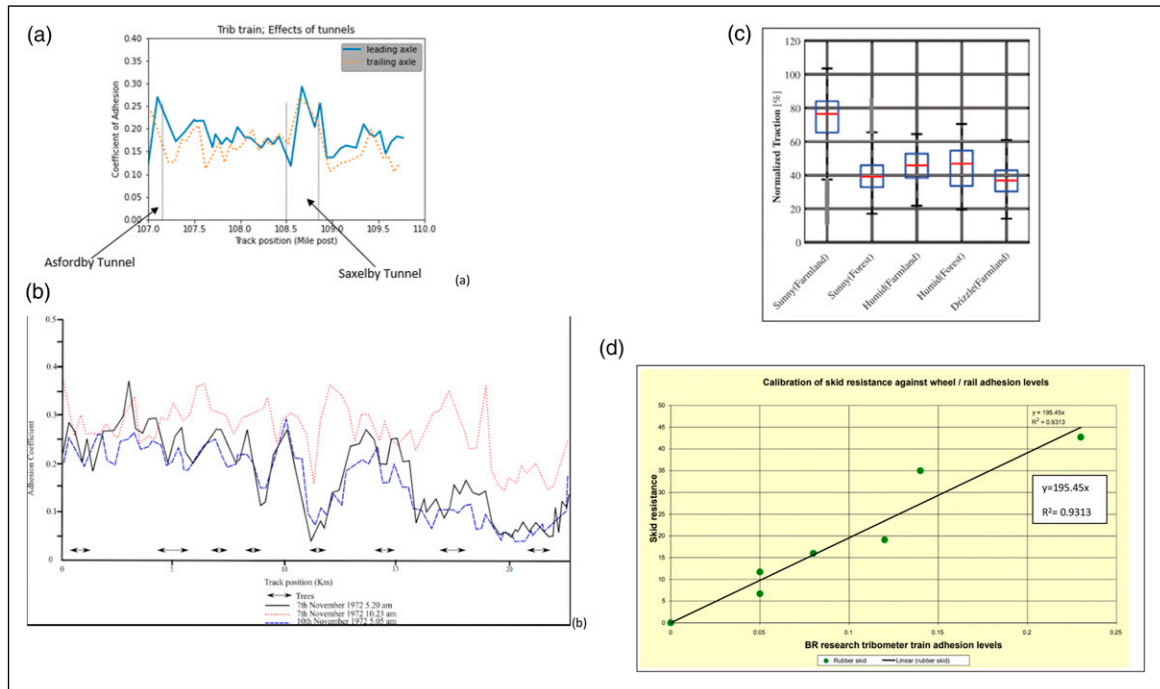 (a)
Trib train; Effects of tunnels
leading axle
trailing axle
Coefficient of Adhesion
0.40
0.35
0.30
0.25
0.20
0.15
0.10
0.05
0.00
107.0 107.5 108.0 108.5 109.0 109.5 110.0
Track position (Mile post)
Asfordby Tunnel
Saxelby Tunnel
(a)
(b)
Adhesion Coefficient
0.5
0.4
0.3
0.2
0.1
0
0 5 10 15 20
Track position (Km)
Trees
7th November 1972 5.20 am
7th November 1972 10.23 am
10th November 1972 5.05 am
(b)
(c)
Normalized Traction [%]
120
100
80
60
40
20
0
Sunny(Farmland)
Sunny(Forest)
Humid(Farmland)
Humid(Forest)
Drizzle(Farmland)
(d)
Calibration of skid resistance against wheel / rail adhesion levels
y = 195.45x
R² = 0.9313
y=195.45x
R²= 0.9313
Skid resistance
50
45
40
35
30
25
20
15
10
5
0
0 0.05 0.1 0.15 0.2 0.25
BR research tribometer train adhesion levels
Rubber skid
Linear (rubber skid)